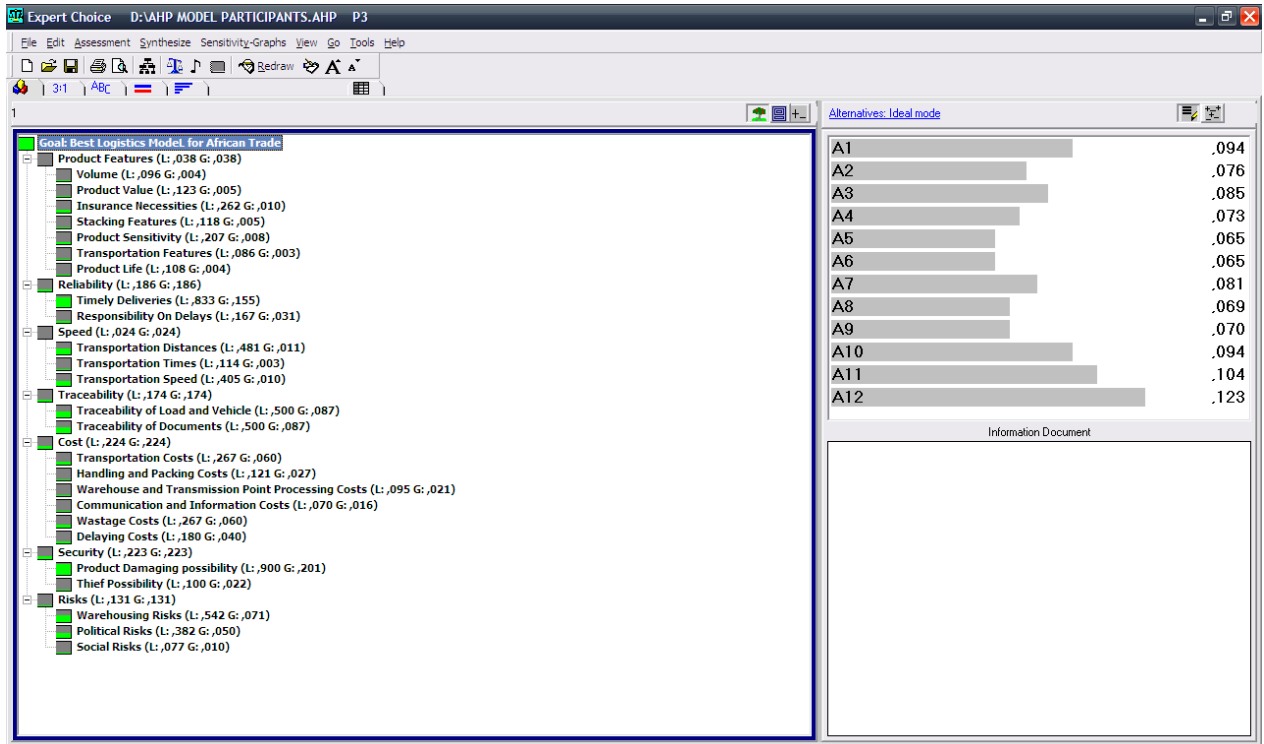 Expert Choice D:\AHP MODEL PARTICIPANTS.AHP P3
File Edit Assessment Synthesize Sensitivity-Graphs View Go Tools Help
Redraw A A
3:1 ABC
1
Alternatives: Ideal mode
Goal: Best Logistics Model for African Trade
Product Features (L: ,038 G: ,038)
Volume (L: ,096 G: ,004)
Product Value (L: ,123 G: ,005)
Insurance Necessities (L: ,262 G: ,010)
Stacking Features (L: ,118 G: ,005)
Product Sensitivity (L: ,207 G: ,008)
Transportation Features (L: ,086 G: ,003)
Product Life (L: ,108 G: ,004)
Reliability (L: ,186 G: ,186)
Timely Deliveries (L: ,833 G: ,155)
Responsibility On Delays (L: ,167 G: ,031)
Speed (L: ,024 G: ,024)
Transportation Distances (L: ,481 G: ,011)
Transportation Times (L: ,114 G: ,003)
Transportation Speed (L: ,405 G: ,010)
Traceability (L: ,174 G: ,174)
Traceability of Load and Vehicle (L: ,500 G: ,087)
Traceability of Documents (L: ,500 G: ,087)
Cost (L: ,224 G: ,224)
Transportation Costs (L: ,267 G: ,060)
Handling and Packing Costs (L: ,121 G: ,027)
Warehouse and Transmission Point Processing Costs (L: ,095 G: ,021)
Communication and Information Costs (L: ,070 G: ,016)
Wastage Costs (L: ,267 G: ,060)
Delaying Costs (L: ,180 G: ,040)
Security (L: ,223 G: ,223)
Product Damaging possibility (L: ,900 G: ,201)
Thief Possibility (L: ,100 G: ,022)
Risks (L: ,131 G: ,131)
Warehousing Risks (L: ,542 G: ,071)
Political Risks (L: ,382 G: ,050)
Social Risks (L: ,077 G: ,010)
A1 ,094
A2 ,076
A3 ,085
A4 ,073
A5 ,065
A6 ,065
A7 ,081
A8 ,069
A9 ,070
A10 ,094
A11 ,104
A12 ,123
Information Document